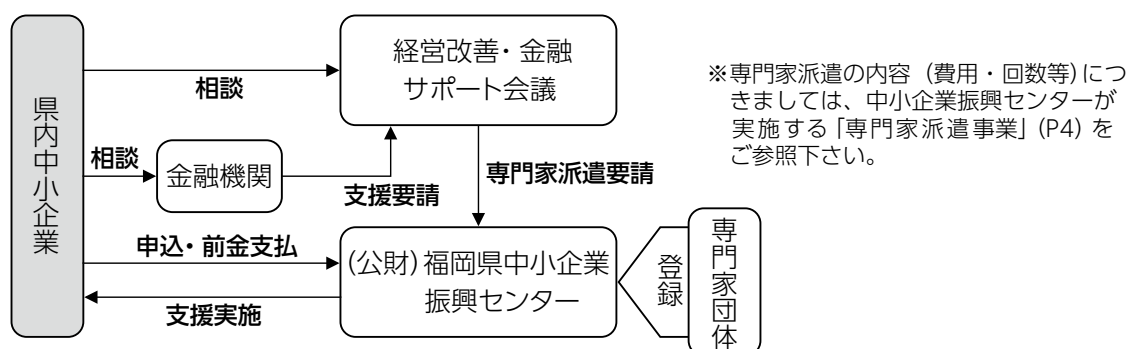 県内中小企業
経営改善・金融
サポート会議
相談
相談
金融機関
支援要請
専門家派遣要請
申込・前金支払
(公財)福岡県中小企業
振興センター
支援実施
登録
専門家団体
※専門家派遣の内容(費用・回数等)につ
きましては、中小企業振興センターが
実施する「専門家派遣事業」(P4)を
ご参照下さい。